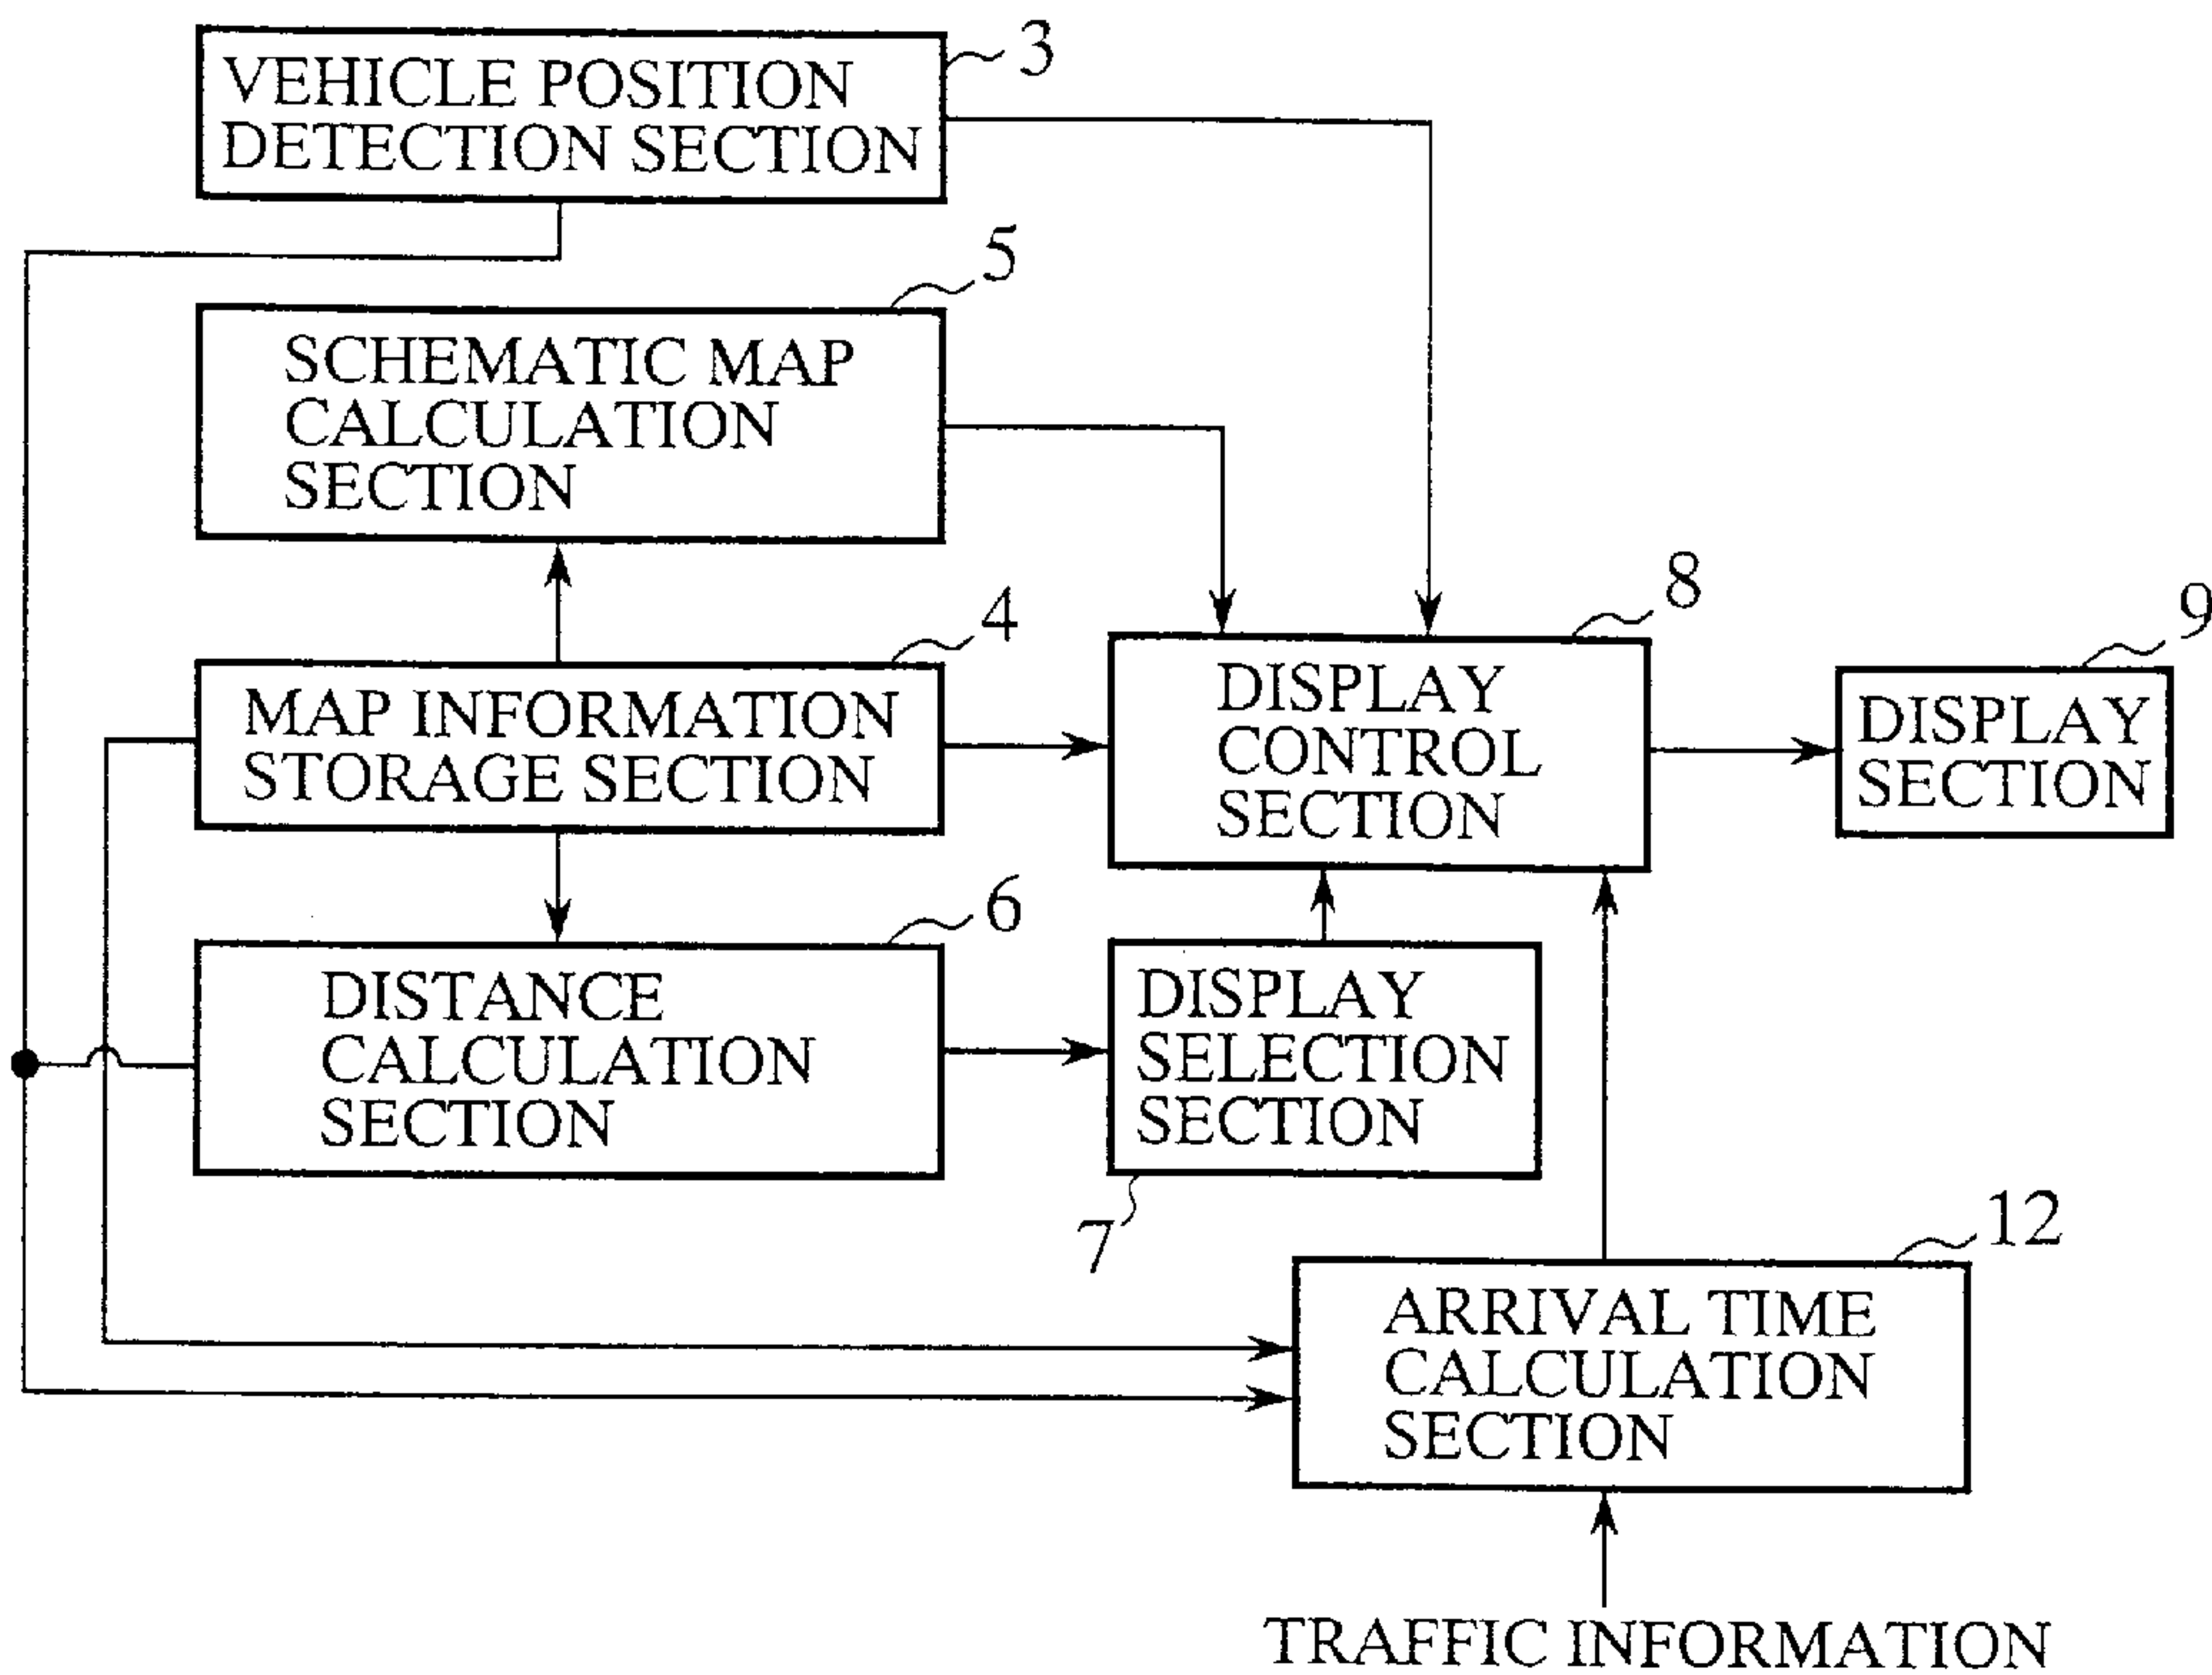 3
VEHICLE POSITION
DETECTION SECTION
5
SCHEMATIC MAP
CALCULATION
SECTION
4
MAP INFORMATION
STORAGE SECTION
8
DISPLAY
CONTROL
SECTION
9
DISPLAY
SECTION
6
DISTANCE
CALCULATION
SECTION
DISPLAY
SELECTION
SECTION
7
12
ARRIVAL TIME
CALCULATION
SECTION
TRAFFIC INFORMATION